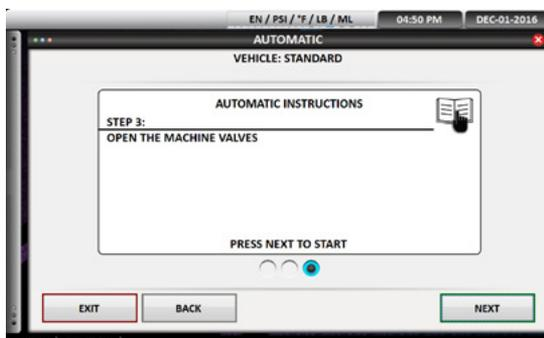 EN / PSI / °F / LB / ML 04:50 PM DEC-01-2016
AUTOMATIC
VEHICLE: STANDARD
AUTOMATIC INSTRUCTIONS
STEP 3:
OPEN THE MACHINE VALVES
PRESS NEXT TO START
EXIT BACK NEXT